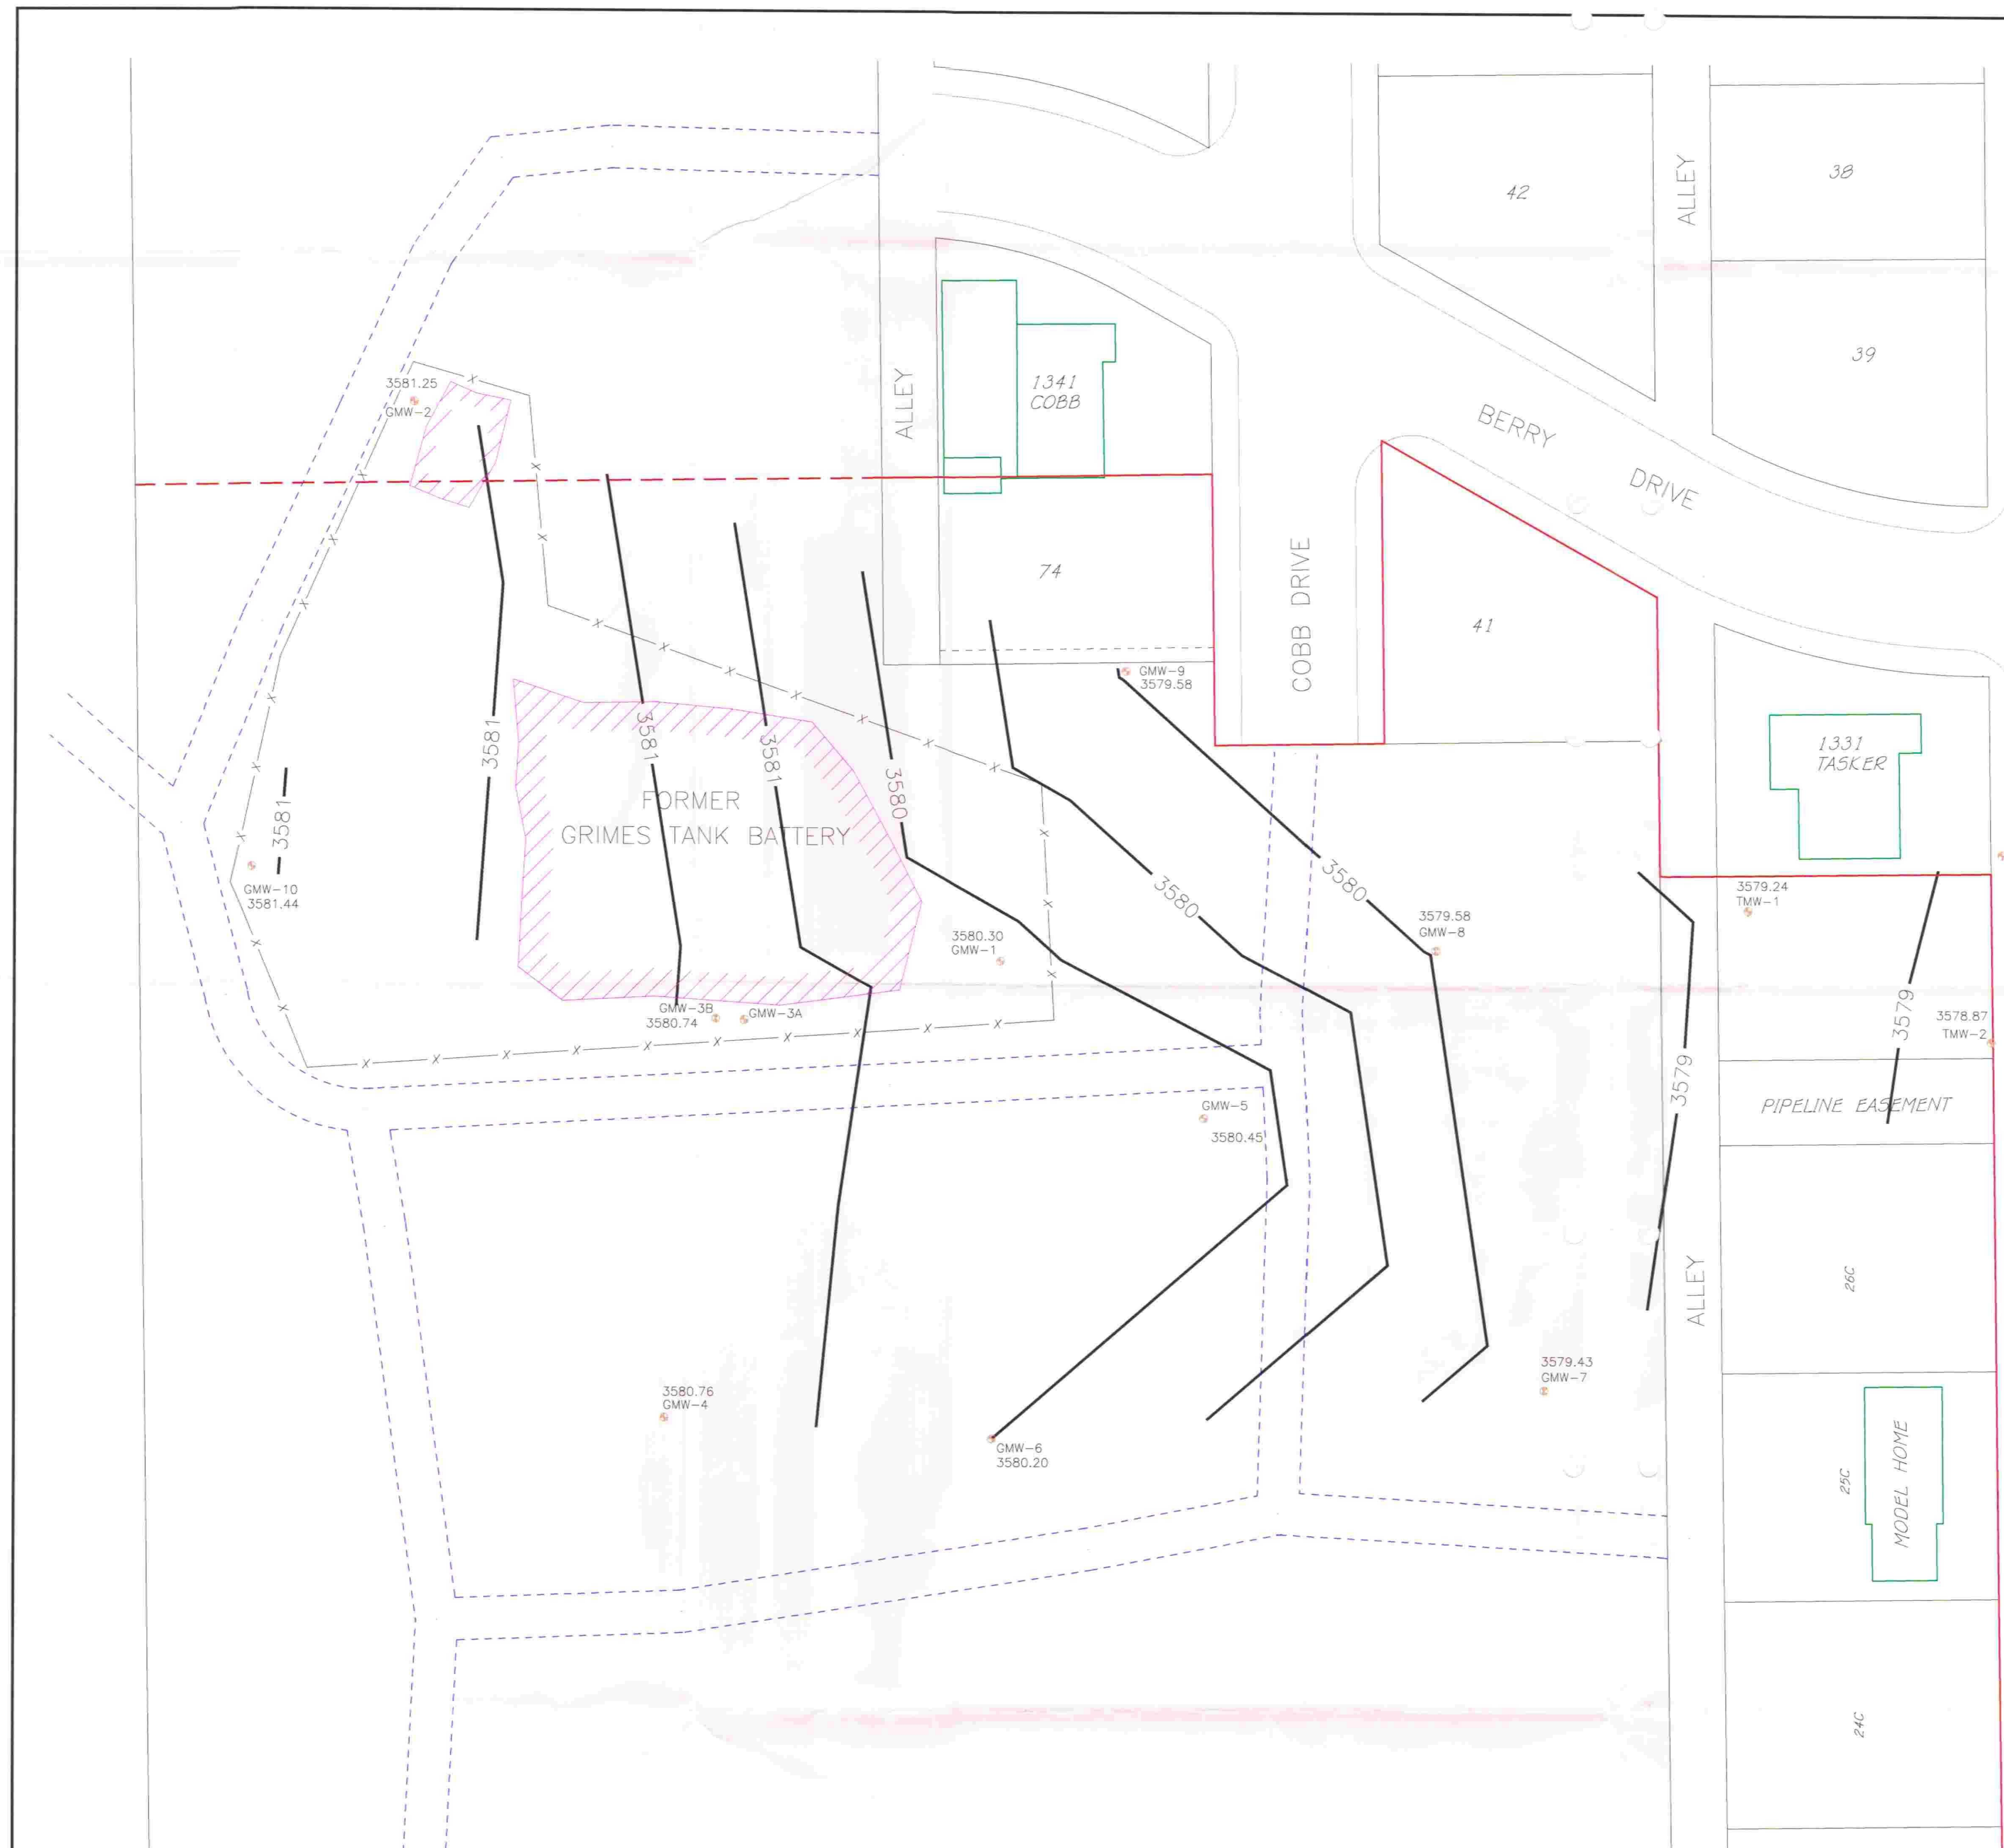 42
ALLEY
38
39
3581.25
GMW-2
ALLEY
1341
COBB
BERRY
DRIVE
74
COBB DRIVE
41
GMW-9
3579.58
3581
3581
3581
3580
3581
FORMER
GRIMES TANK BATTERY
1331
TASKER
GMW-10
3581.44
3580
3580
3579.24
TMW-1
3579.58
GMW-8
3580.30
GMW-1
GMW-3B
3580.74
GMW-3A
3579
3579
3578.87
TMW-2
GMW-5
3580.45
PIPELINE EASEMENT
ALLEY
26C
3580.76
GMW-4
3579.43
GMW-7
GMW-6
3580.20
25C
MODEL HOME
24C